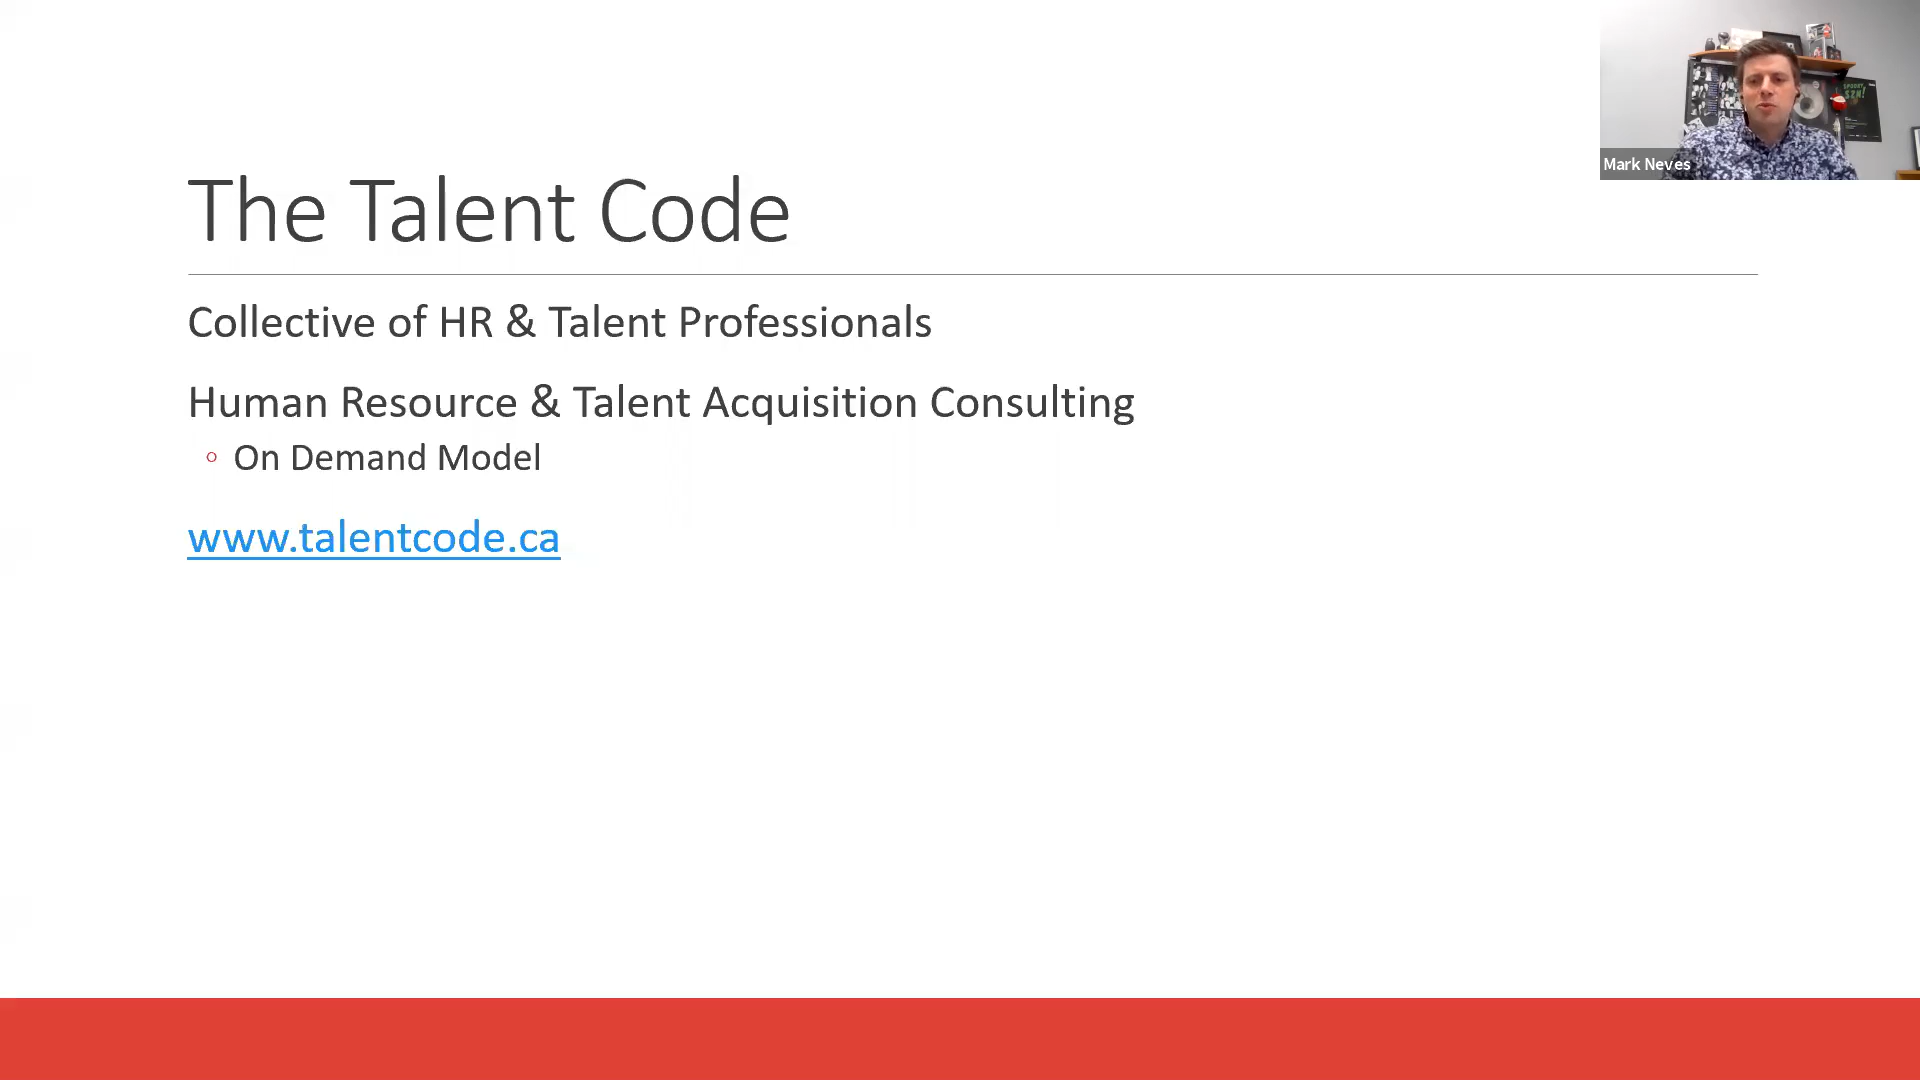 Mark Neves
The Talent Code
Collective of HR & Talent Professionals
Human Resource & Talent Acquisition Consulting
◦ On Demand Model
www.talentcode.ca